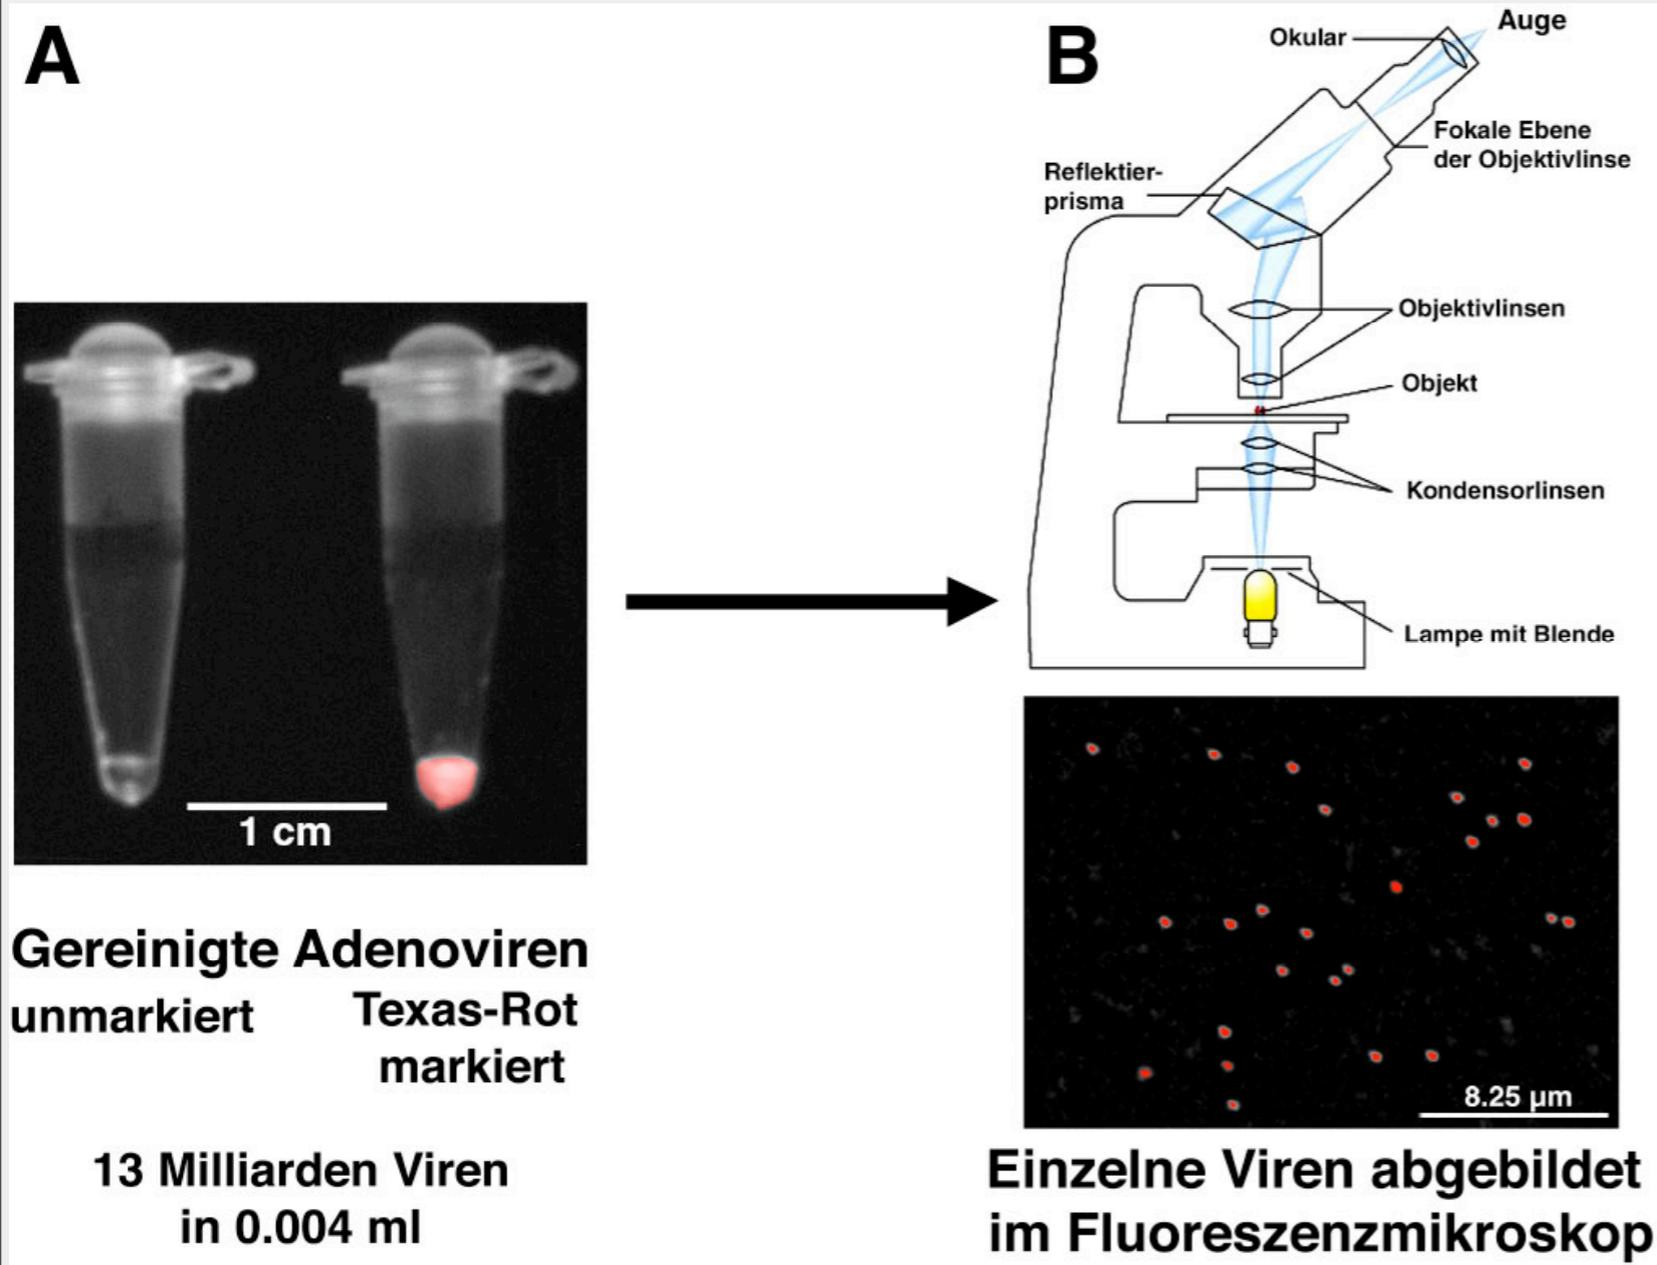 A
1 cm
Gereinigte Adenoviren
unmarkiert
Texas-Rot
markiert
13 Milliarden Viren
in 0.004 ml
B
Auge
Okular
Fokale Ebene
der Objektivlinse
Reflektier-
prisma
Objektivlinsen
Objekt
Kondensorlinsen
Lampe mit Blende
8.25 µm
Einzelne Viren abgebildet
im Fluoreszenzmikroskop